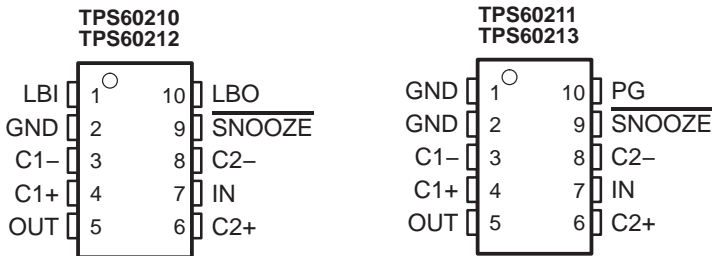 TPS60210
TPS60212
LBI 1 10 LBO
GND 2 9 SNOOZE
C1− 3 8 C2−
C1+ 4 7 IN
OUT 5 6 C2+
TPS60211
TPS60213
GND 1 10 PG
GND 2 9 SNOOZE
C1− 3 8 C2−
C1+ 4 7 IN
OUT 5 6 C2+